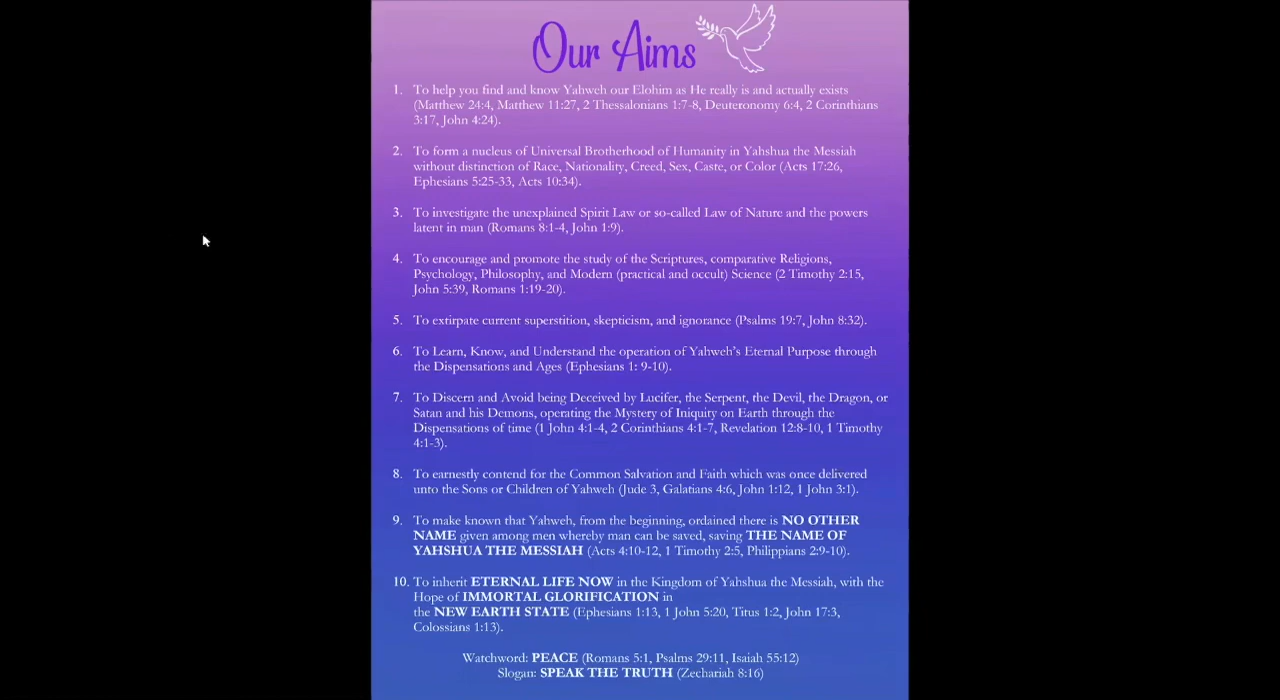 Our Aims
1. To help you find and know Yahweh our Elohim as He really is and actually exists
(Matthew 24:4, Matthew 11:27, 2 Thessalonians 1:7-8, Deuteronomy 6:4, 2 Corinthians
3:17, John 4:24).
2. To form a nucleus of Universal Brotherhood of Humanity in Yahshua the Messiah
without distinction of Race, Nationality, Creed, Sex, Caste, or Color (Acts 17:26,
Ephesians 5:25-33, Acts 10:34).
3. To investigate the unexplained Spirit Law or so-called Law of Nature and the powers
latent in man (Romans 8:1-4, John 1:9).
4. To encourage and promote the study of the Scriptures, comparative Religions,
Psychology, Philosophy, and Modern (practical and occult) Science (2 Timothy 2:15,
John 5:39, Romans 1:19-20).
5. To extirpate current superstition, skepticism, and ignorance (Psalms 19:7, John 8:32).
6. To Learn, Know, and Understand the operation of Yahweh's Eternal Purpose through
the Dispensations and Ages (Ephesians 1: 9-10).
7. To Discern and Avoid being Deceived by Lucifer, the Serpent, the Devil, the Dragon, or
Satan and his Demons, operating the Mystery of Iniquity on Earth through the
Dispensations of time (1 John 4:1-4, 2 Corinthians 4:1-7, Revelation 12:8-10, 1 Timothy
4:1-3).
8. To earnestly contend for the Common Salvation and Faith which was once delivered
unto the Sons or Children of Yahweh (Jude 3, Galatians 4:6, John 1:12, 1 John 3:1).
9. To make known that Yahweh, from the beginning, ordained there is NO OTHER
NAME given among men whereby man can be saved, saving THE NAME OF
YAHSHUA THE MESSIAH (Acts 4:10-12, 1 Timothy 2:5, Philippians 2:9-10).
10. To inherit ETERNAL LIFE NOW in the Kingdom of Yahshua the Messiah, with the
Hope of IMMORTAL GLORIFICATION in
the NEW EARTH STATE (Ephesians 1:13, 1 John 5:20, Titus 1:2, John 17:3,
Colossians 1:13).
Watchword: PEACE (Romans 5:1, Psalms 29:11, Isaiah 55:12)
Slogan: SPEAK THE TRUTH (Zechariah 8:16)